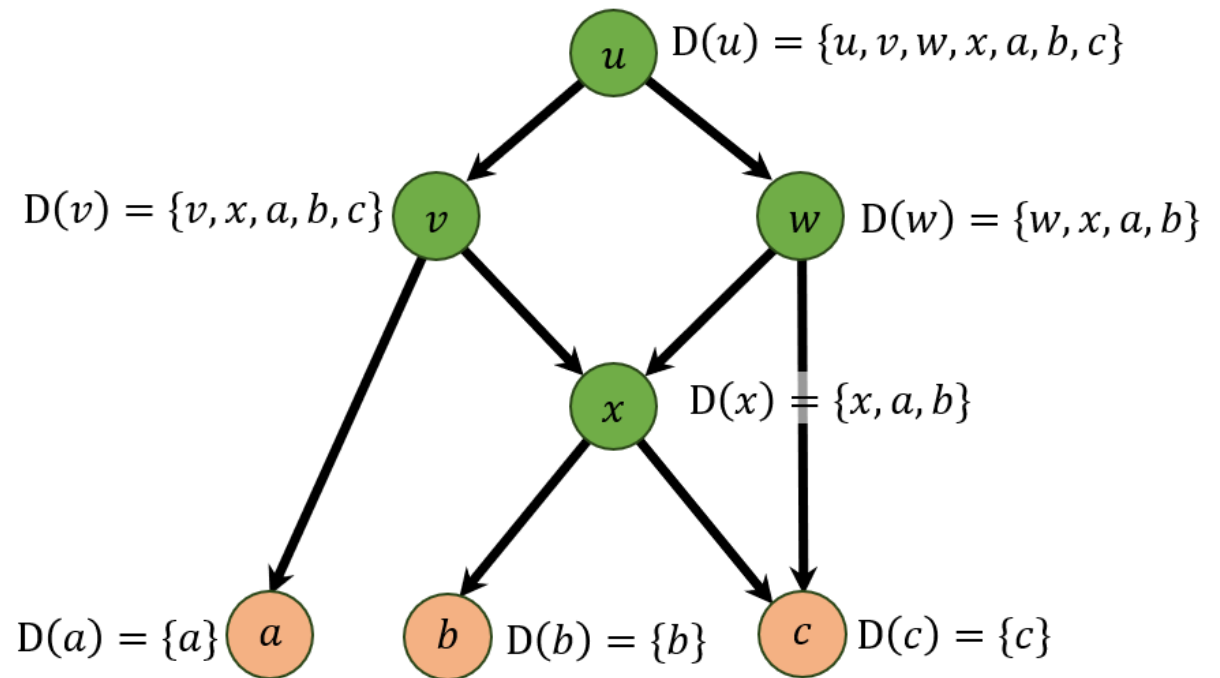 u D(u) = {u, v, w, x, a, b, c}
D(v) = {v, x, a, b, c} v w D(w) = {w, x, a, b}
x D(x) = {x, a, b}
D(a) = {a} a b D(b) = {b} c D(c) = {c}